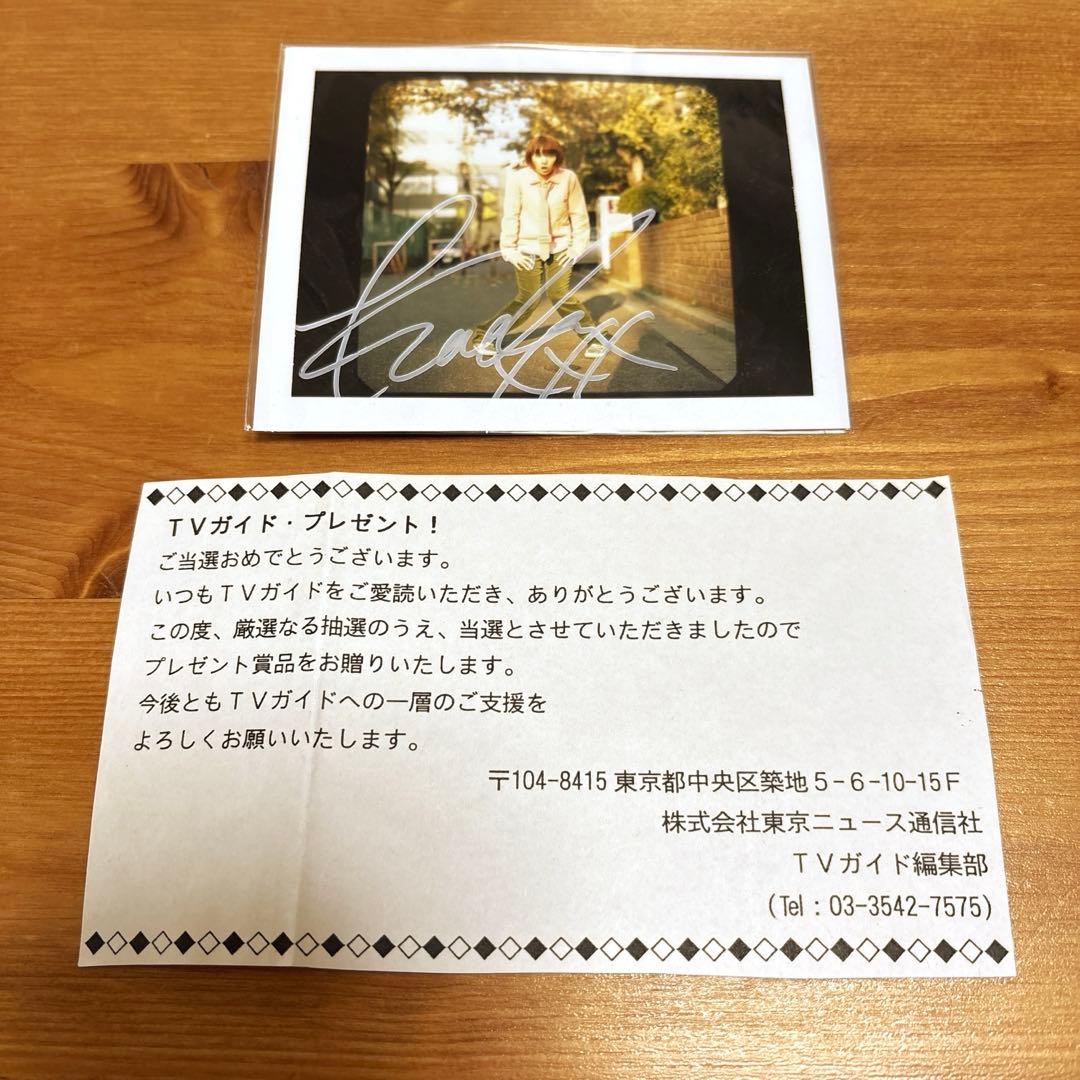 TVガイド・プレゼント!
ご当選おめでとうございます。
いつもTVガイドをご愛読いただき、ありがとうございます。
この度、厳選なる抽選のうえ、当選とさせていただきましたので
プレゼント賞品をお贈りいたします。
今後ともTVガイドへの一層のご支援を
よろしくお願いいたします。
〒104-8415 東京都中央区築地5-6-10-15F
株式会社東京ニュース通信社
TVガイド編集部
(Tel:03-3542-7575)